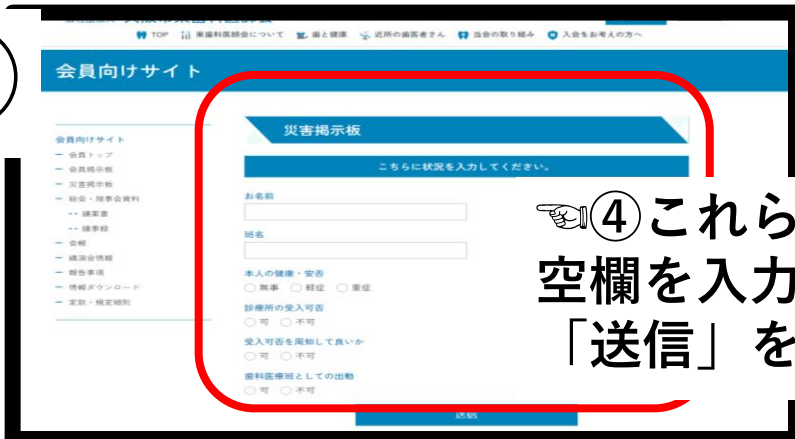 TOP 東歯科医師会について 歯と健康 近所の歯医者さん 当会の取り組み 入会をお考えの方へ
会員向けサイト
会員向けサイト
ー 会員トップ
ー 会員掲示板
ー 災害掲示板
ー 総会・理事会資料
-- 議案書
-- 議事録
ー 会報
ー 講演会情報
ー 報告事項
ー 情報ダウンロード
ー 定款・規定細則
災害掲示板
こちらに状況を入力してください。
お名前
班名
本人の健康・安否
無事 軽症 重症
診療所の受入可否
可 不可
受入可否を周知して良いか
可 不可
歯科医療班としての出動
可 不可
送信
☜④これら
空欄を入力
「送信」を